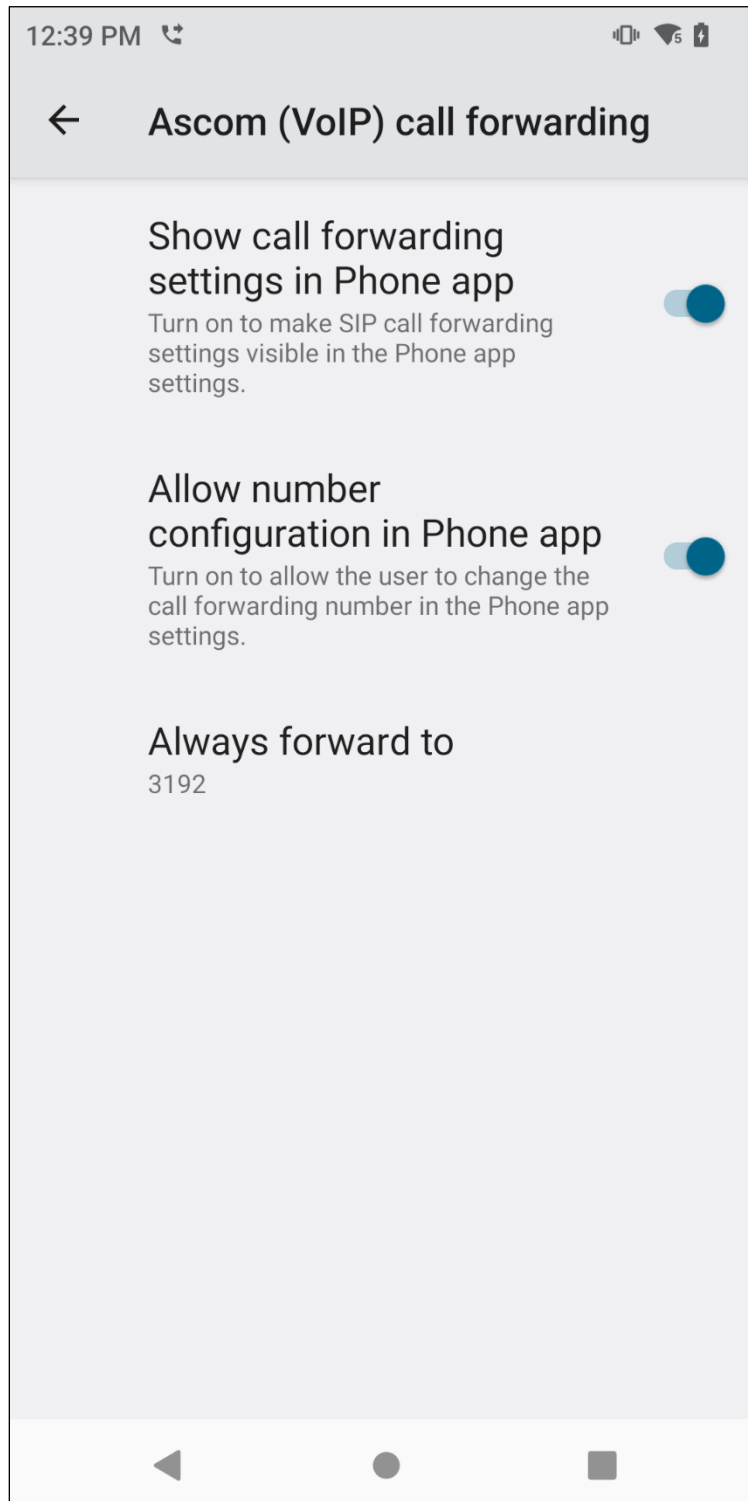 12:39 PM
5
Ascom (VoIP) call forwarding
Show call forwarding
settings in Phone app
Turn on to make SIP call forwarding
settings visible in the Phone app
settings.
Allow number
configuration in Phone app
Turn on to allow the user to change the
call forwarding number in the Phone app
settings.
Always forward to
3192